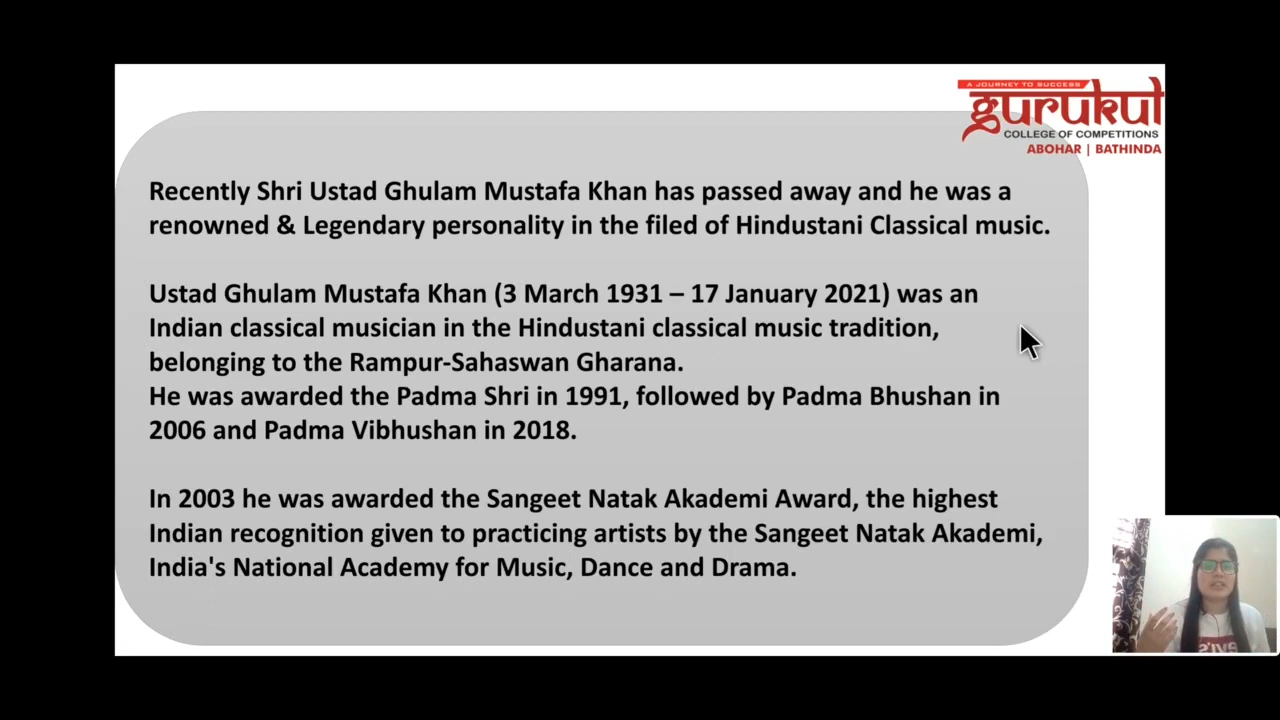 A JOURNEY TO SUCCESS
gurukul
COLLEGE OF COMPETITIONS
ABOHAR | BATHINDA
Recently Shri Ustad Ghulam Mustafa Khan has passed away and he was a
renowned & Legendary personality in the filed of Hindustani Classical music.
Ustad Ghulam Mustafa Khan (3 March 1931 – 17 January 2021) was an
Indian classical musician in the Hindustani classical music tradition,
belonging to the Rampur-Sahaswan Gharana.
He was awarded the Padma Shri in 1991, followed by Padma Bhushan in
2006 and Padma Vibhushan in 2018.
In 2003 he was awarded the Sangeet Natak Akademi Award, the highest
Indian recognition given to practicing artists by the Sangeet Natak Akademi,
India's National Academy for Music, Dance and Drama.